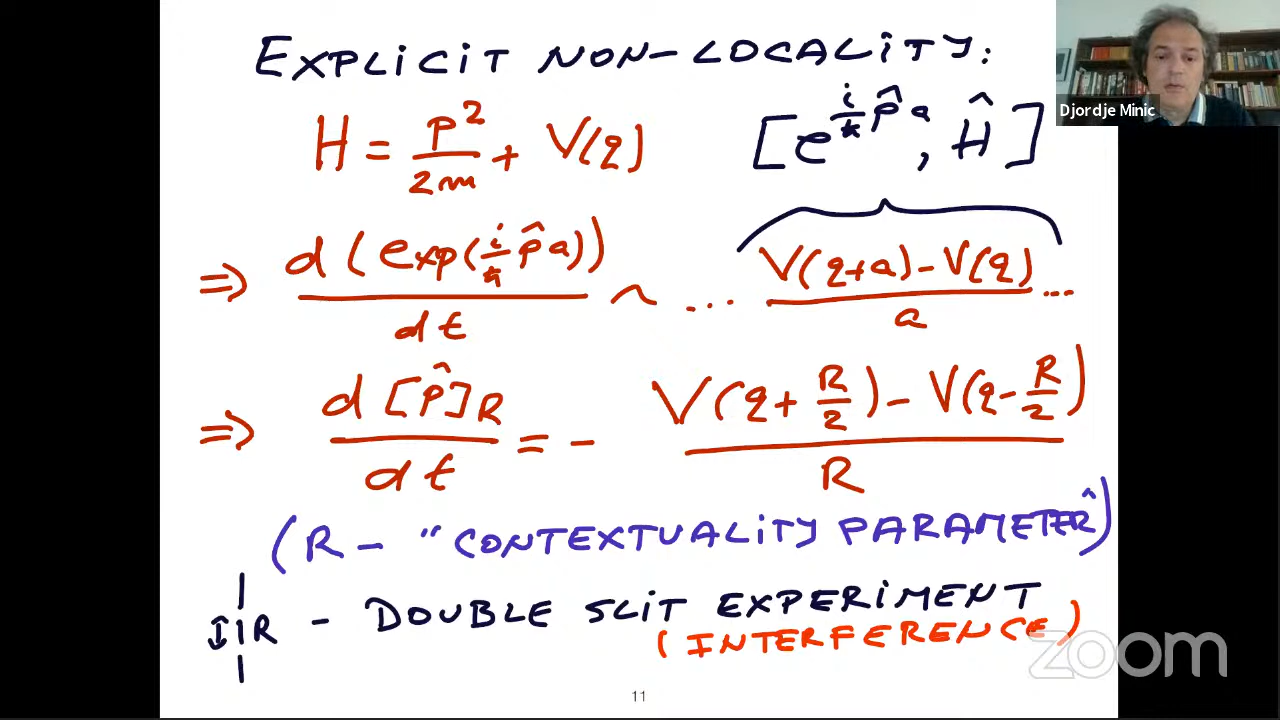 EXPLICIT NON-LOCALITY:
H = p²/2m + V(q) [e^{i/ħ p̂ a}, Ĥ]
⇒ d(exp(i/ħ p̂ a))/dt ~ ... (V(q+a) - V(q))/a ...
⇒ d[p̂]_R/dt = - (V(q+R/2) - V(q-R/2))/R
(R - "CONTEXTUALITY PARAMETER")
R - DOUBLE SLIT EXPERIMENT
(INTERFERENCE)
11
Djordje Minic
zoom